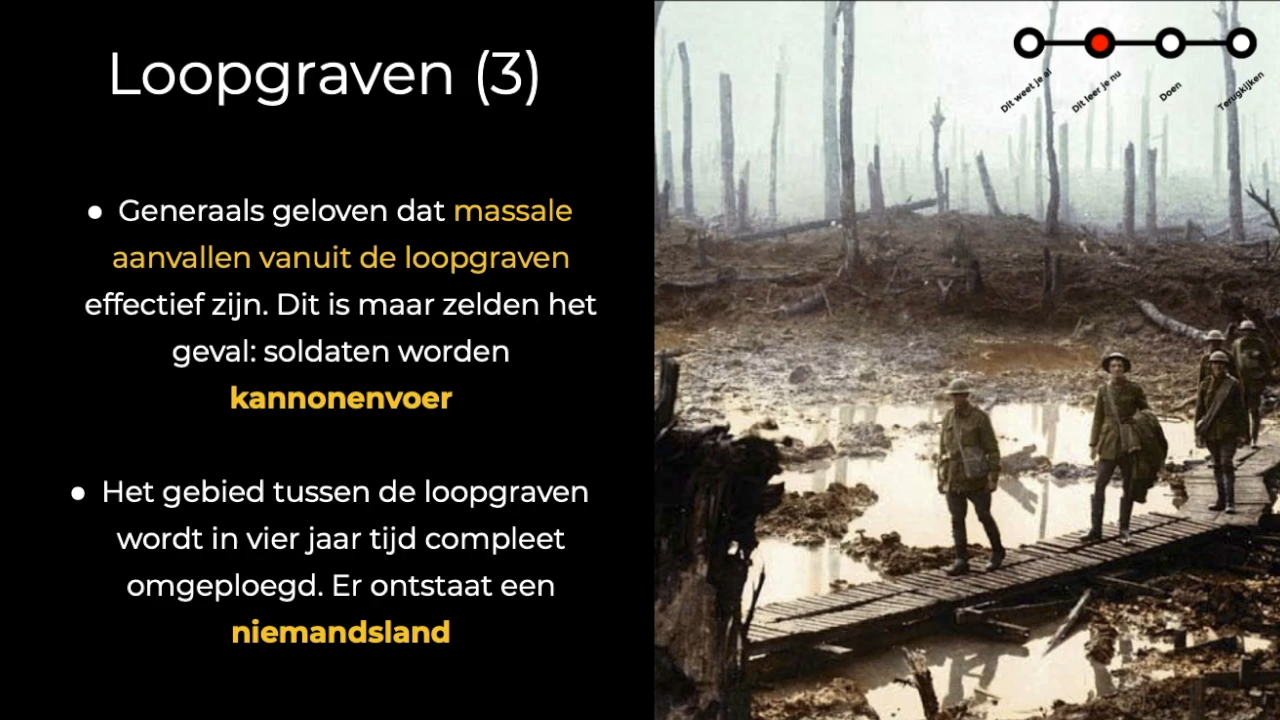 Loopgraven (3)
● Generaals geloven dat massale
aanvallen vanuit de loopgraven
effectief zijn. Dit is maar zelden het
geval: soldaten worden
kannonenvoer
● Het gebied tussen de loopgraven
wordt in vier jaar tijd compleet
omgeploegd. Er ontstaat een
niemandsland
Dit weet je al
Dit leer je nu
Doen
Terugkijken